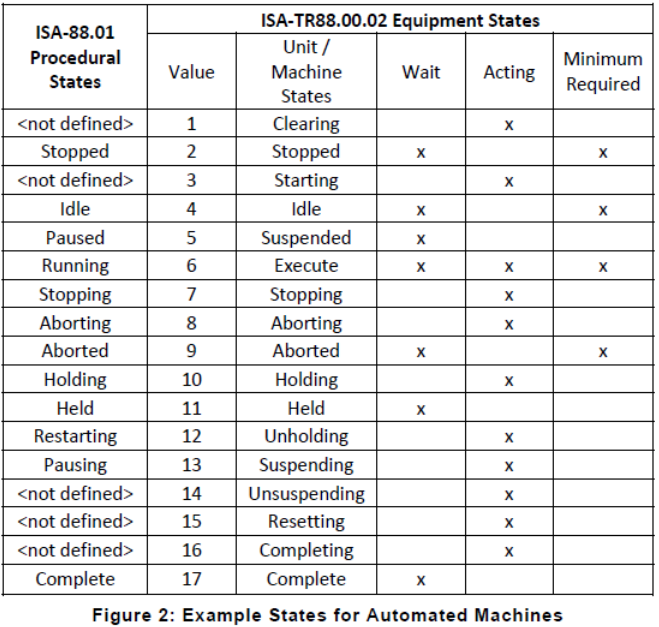 ISA-88.01 Procedural States
ISA-TR88.00.02 Equipment States
Value
Unit / Machine States
Wait
Acting
Minimum Required
<not defined> 1 Clearing x
Stopped 2 Stopped x x
<not defined> 3 Starting x
Idle 4 Idle x x
Paused 5 Suspended x
Running 6 Execute x x x
Stopping 7 Stopping x
Aborting 8 Aborting x
Aborted 9 Aborted x x
Holding 10 Holding x
Held 11 Held x
Restarting 12 Unholding x
Pausing 13 Suspending x
<not defined> 14 Unsuspending x
<not defined> 15 Resetting x
<not defined> 16 Completing x
Complete 17 Complete x
Figure 2: Example States for Automated Machines